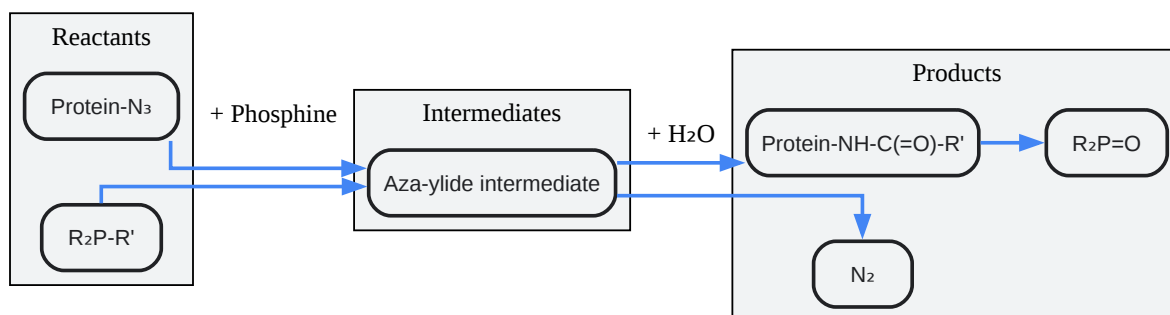 Reactants
Protein-N₃
R₂P-R'
+ Phosphine
Intermediates
Aza-ylide intermediate
+ H₂O
Products
Protein-NH-C(=O)-R'
R₂P=O
N₂